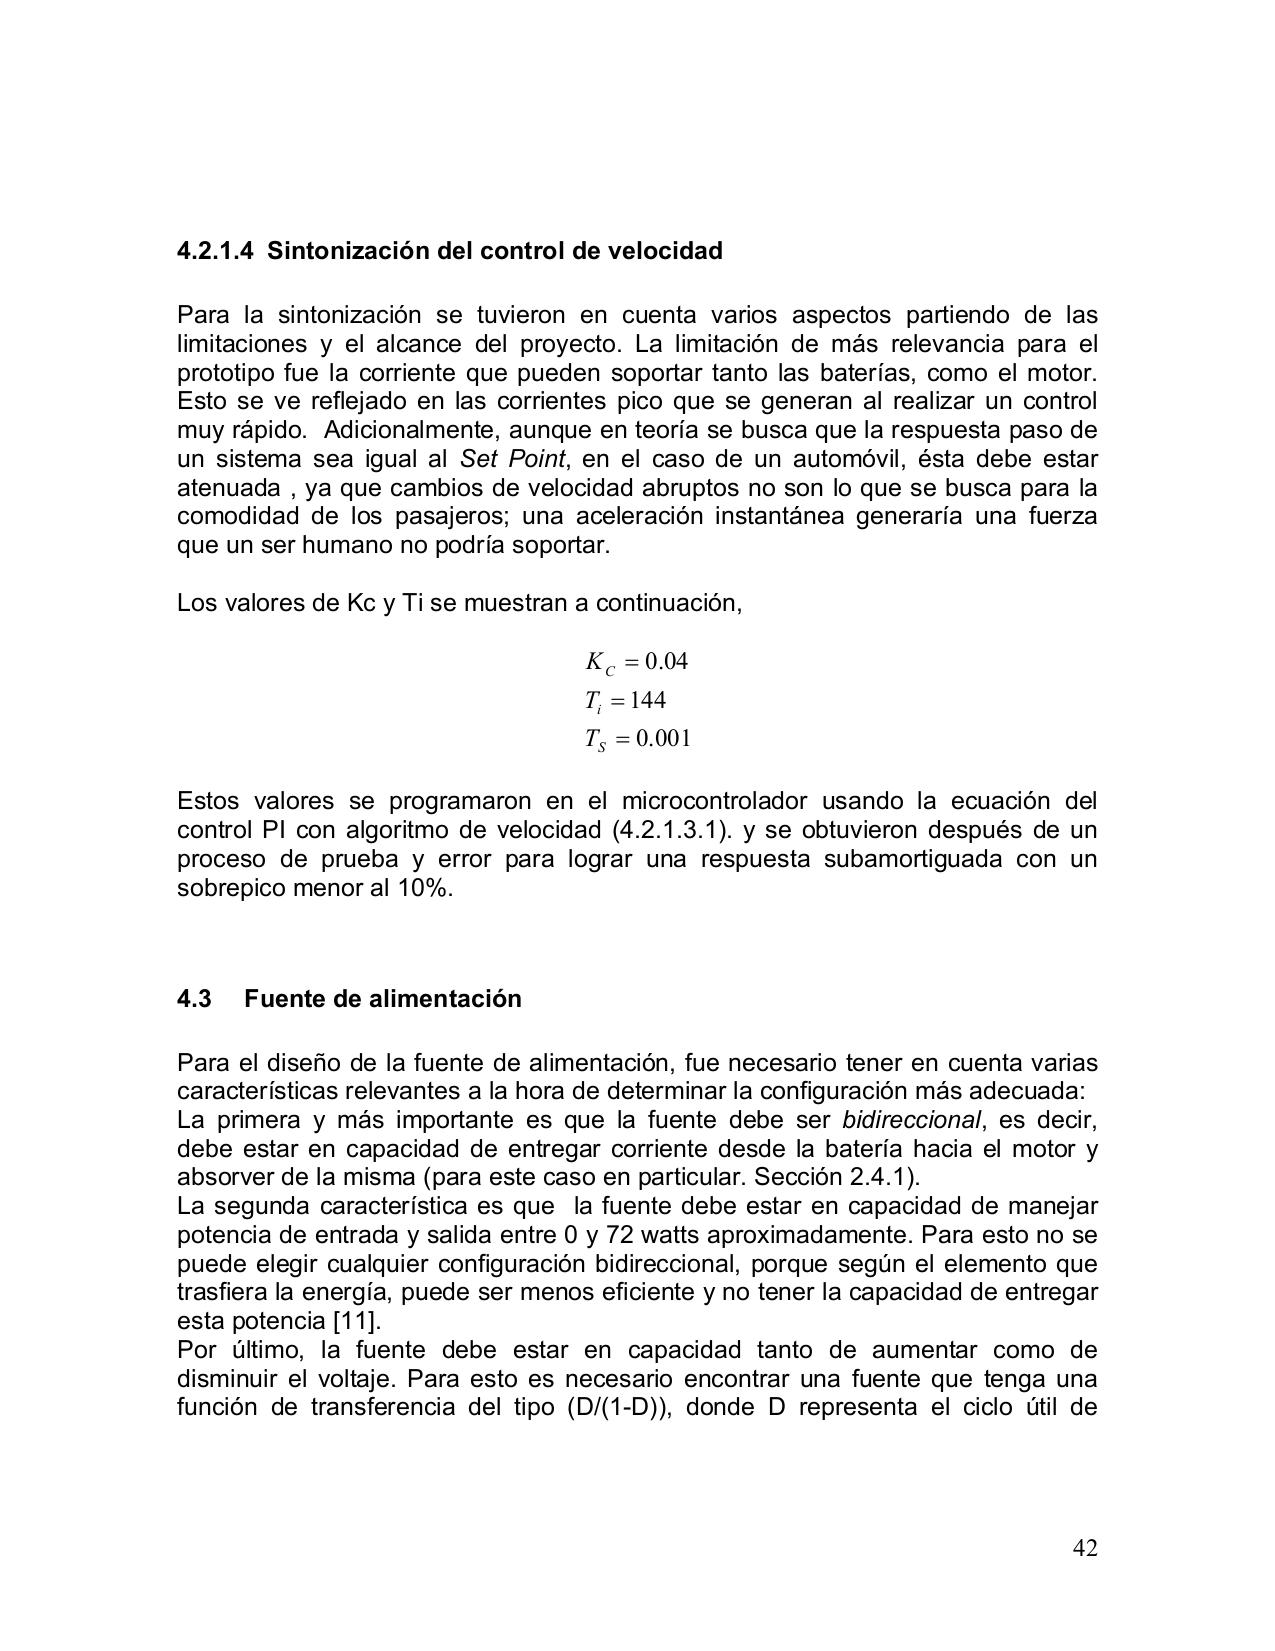 4.2.1.4 Sintonización del control de velocidad
Para la sintonización se tuvieron en cuenta varios aspectos partiendo de las
limitaciones y el alcance del proyecto. La limitación de más relevancia para el
prototipo fue la corriente que pueden soportar tanto las baterías, como el motor.
Esto se ve reflejado en las corrientes pico que se generan al realizar un control
muy rápido.  Adicionalmente, aunque en teoría se busca que la respuesta paso de
un sistema sea igual al Set Point, en el caso de un automóvil, ésta debe estar
atenuada , ya que cambios de velocidad abruptos no son lo que se busca para la
comodidad de los pasajeros; una aceleración instantánea generaría una fuerza
que un ser humano no podría soportar.
Los valores de Kc y Ti se muestran a continuación,
K_C = 0.04
T_i = 144
T_S = 0.001
Estos valores se programaron en el microcontrolador usando la ecuación del
control PI con algoritmo de velocidad (4.2.1.3.1). y se obtuvieron después de un
proceso de prueba y error para lograr una respuesta subamortiguada con un
sobrepico menor al 10%.
4.3 Fuente de alimentación
Para el diseño de la fuente de alimentación, fue necesario tener en cuenta varias
características relevantes a la hora de determinar la configuración más adecuada:
La primera y más importante es que la fuente debe ser bidireccional, es decir,
debe estar en capacidad de entregar corriente desde la batería hacia el motor y
absorver de la misma (para este caso en particular. Sección 2.4.1).
La segunda característica es que  la fuente debe estar en capacidad de manejar
potencia de entrada y salida entre 0 y 72 watts aproximadamente. Para esto no se
puede elegir cualquier configuración bidireccional, porque según el elemento que
trasfiera la energía, puede ser menos eficiente y no tener la capacidad de entregar
esta potencia [11].
Por último, la fuente debe estar en capacidad tanto de aumentar como de
disminuir el voltaje. Para esto es necesario encontrar una fuente que tenga una
función de transferencia del tipo (D/(1-D)), donde D representa el ciclo útil de
42